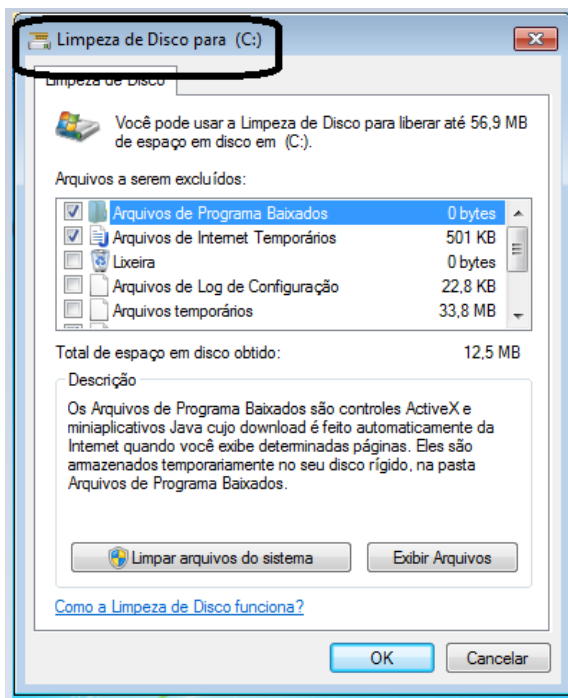 Limpeza de Disco para (C:)
Limpeza de Disco
Você pode usar a Limpeza de Disco para liberar até 56,9 MB
de espaço em disco em (C:).
Arquivos a serem excluídos:
Arquivos de Programa Baixados 0 bytes
Arquivos de Internet Temporários 501 KB
Lixeira 0 bytes
Arquivos de Log de Configuração 22,8 KB
Arquivos temporários 33,8 MB
Total de espaço em disco obtido: 12,5 MB
Descrição
Os Arquivos de Programa Baixados são controles ActiveX e
miniaplicativos Java cujo download é feito automaticamente da
Internet quando você exibe determinadas páginas. Eles são
armazenados temporariamente no seu disco rígido, na pasta
Arquivos de Programa Baixados.
Limpar arquivos do sistema
Exibir Arquivos
Como a Limpeza de Disco funciona?
OK
Cancelar